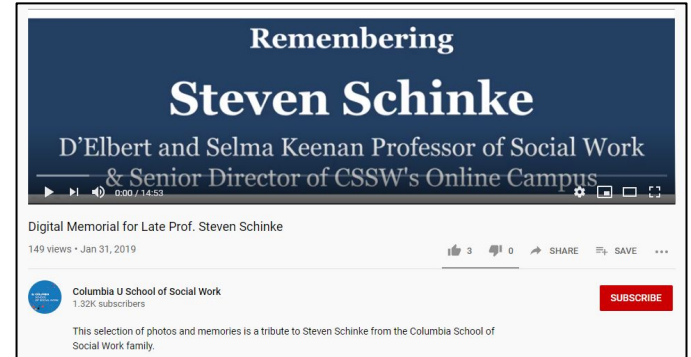 Remembering
Steven Schinke
D'Elbert and Selma Keenan Professor of Social Work
& Senior Director of CSSW's Online Campus
0:00 / 14:53
Digital Memorial for Late Prof. Steven Schinke
149 views • Jan 31, 2019
3 0 SHARE SAVE
Columbia U School of Social Work
1.32K subscribers
SUBSCRIBE
This selection of photos and memories is a tribute to Steven Schinke from the Columbia School of
Social Work family.